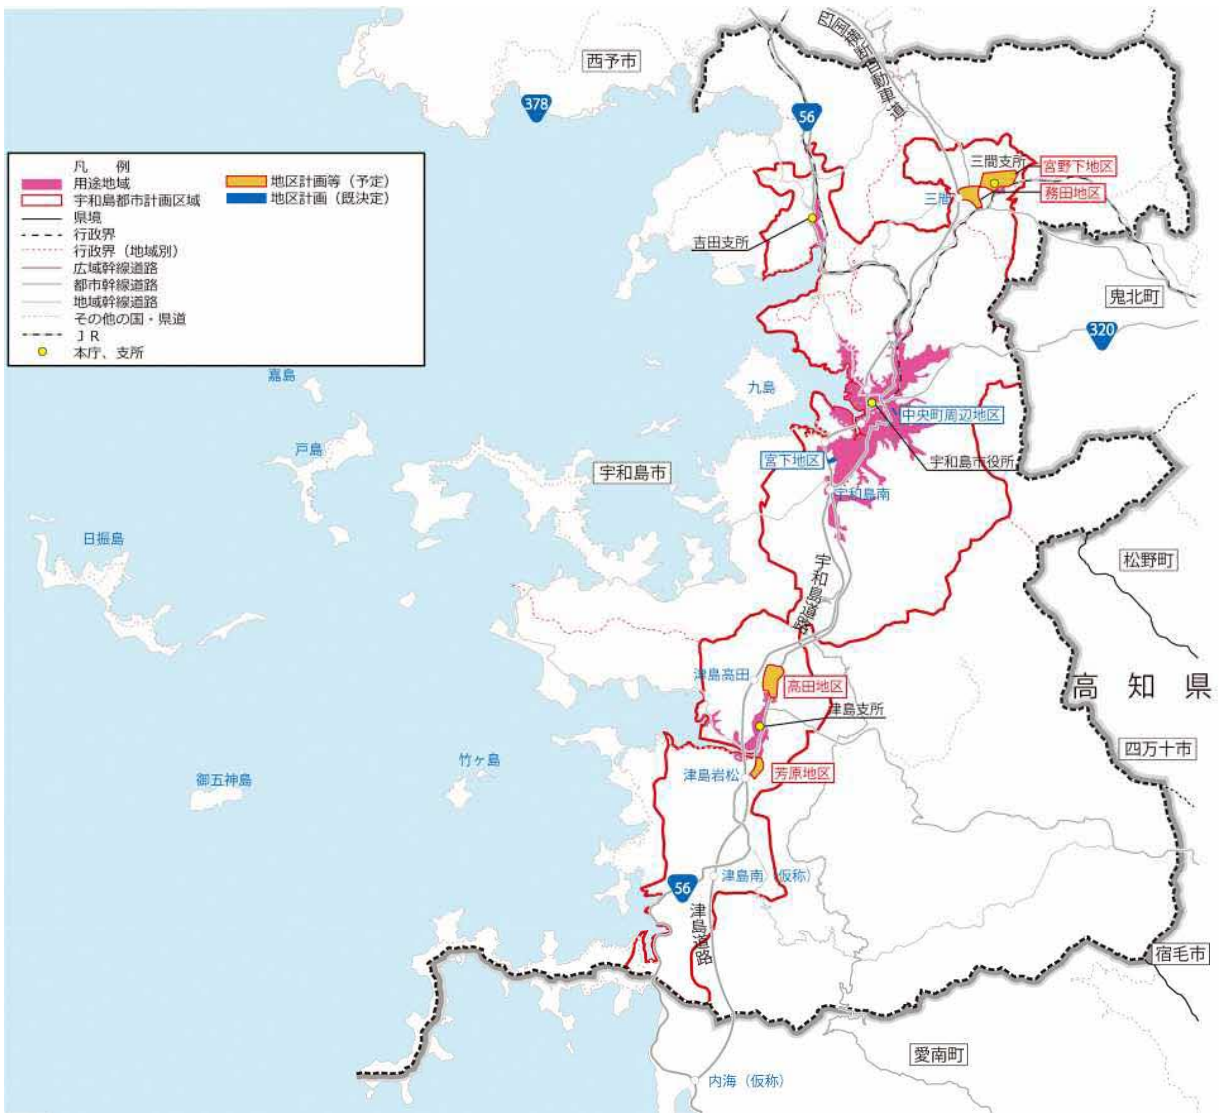 四国横断自動車道
西予市
378
56
凡　例
用途地域
宇和島都市計画区域
県境
行政界
行政界（地域別）
広域幹線道路
都市幹線道路
地域幹線道路
その他の国・県道
ＪＲ
本庁、支所
地区計画等（予定）
地区計画（既決定）
三間支所
宮野下地区
務田地区
三間
吉田支所
鬼北町
320
嘉島
九島
中央町周辺地区
戸島
宮下地区
宇和島市役所
宇和島市
宇和島南
日振島
松野町
宇和島道路
津島高田
高田地区
高知県
津島支所
四万十市
竹ヶ島
御五神島
津島岩松
芳原地区
56
津島南（仮称）
津島道路
宿毛市
愛南町
内海（仮称）